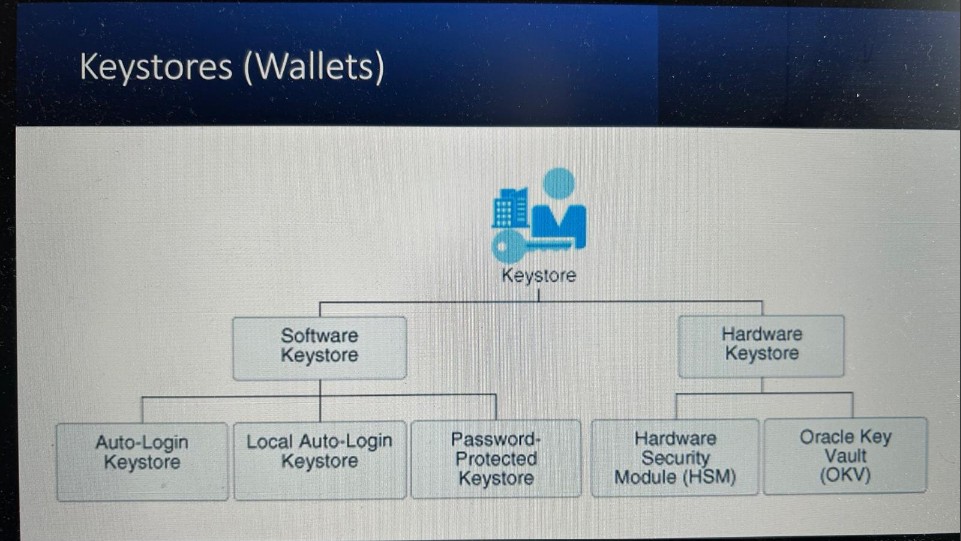 Keystores (Wallets)
Keystore
Software
Keystore
Hardware
Keystore
Auto-Login
Keystore
Local Auto-Login
Keystore
Password-
Protected
Keystore
Hardware
Security
Module (HSM)
Oracle Key
Vault
(OKV)